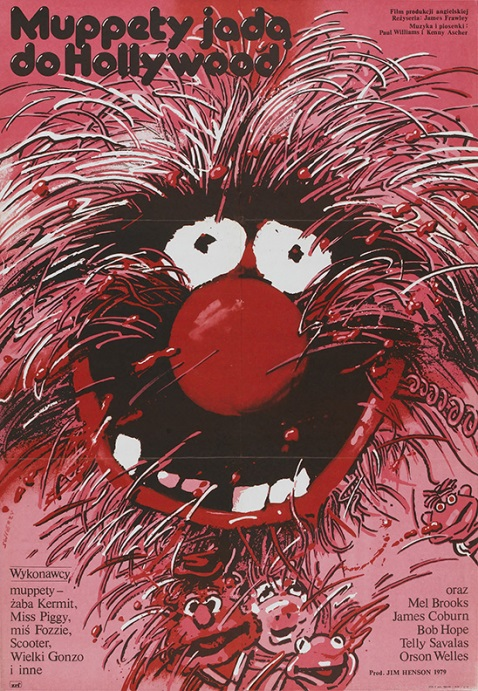 Muppety jadą
do Hollywood
Film produkcji angielskiej
Reżyseria: James Frawley
Muzyka i piosenki:
Paul Williams i Kenny Ascher
Wykonawcy
muppety –
żaba Kermit,
Miss Piggy,
miś Fozzie,
Scooter,
Wielki Gonzo
i inne
oraz
Mel Brooks
James Coburn
Bob Hope
Telly Savalas
Orson Welles
Prod. JIM HENSON 1979